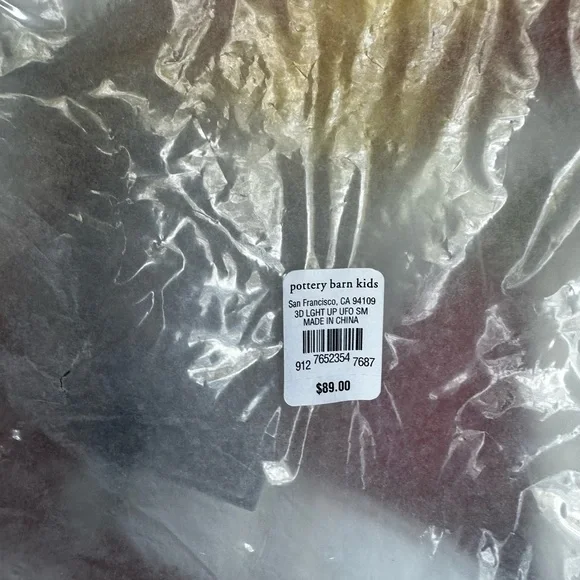 pottery barn kids
San Francisco, CA 94109
3D LGHT UP UFO SM
MADE IN CHINA
912 7652354 7687
$89.00